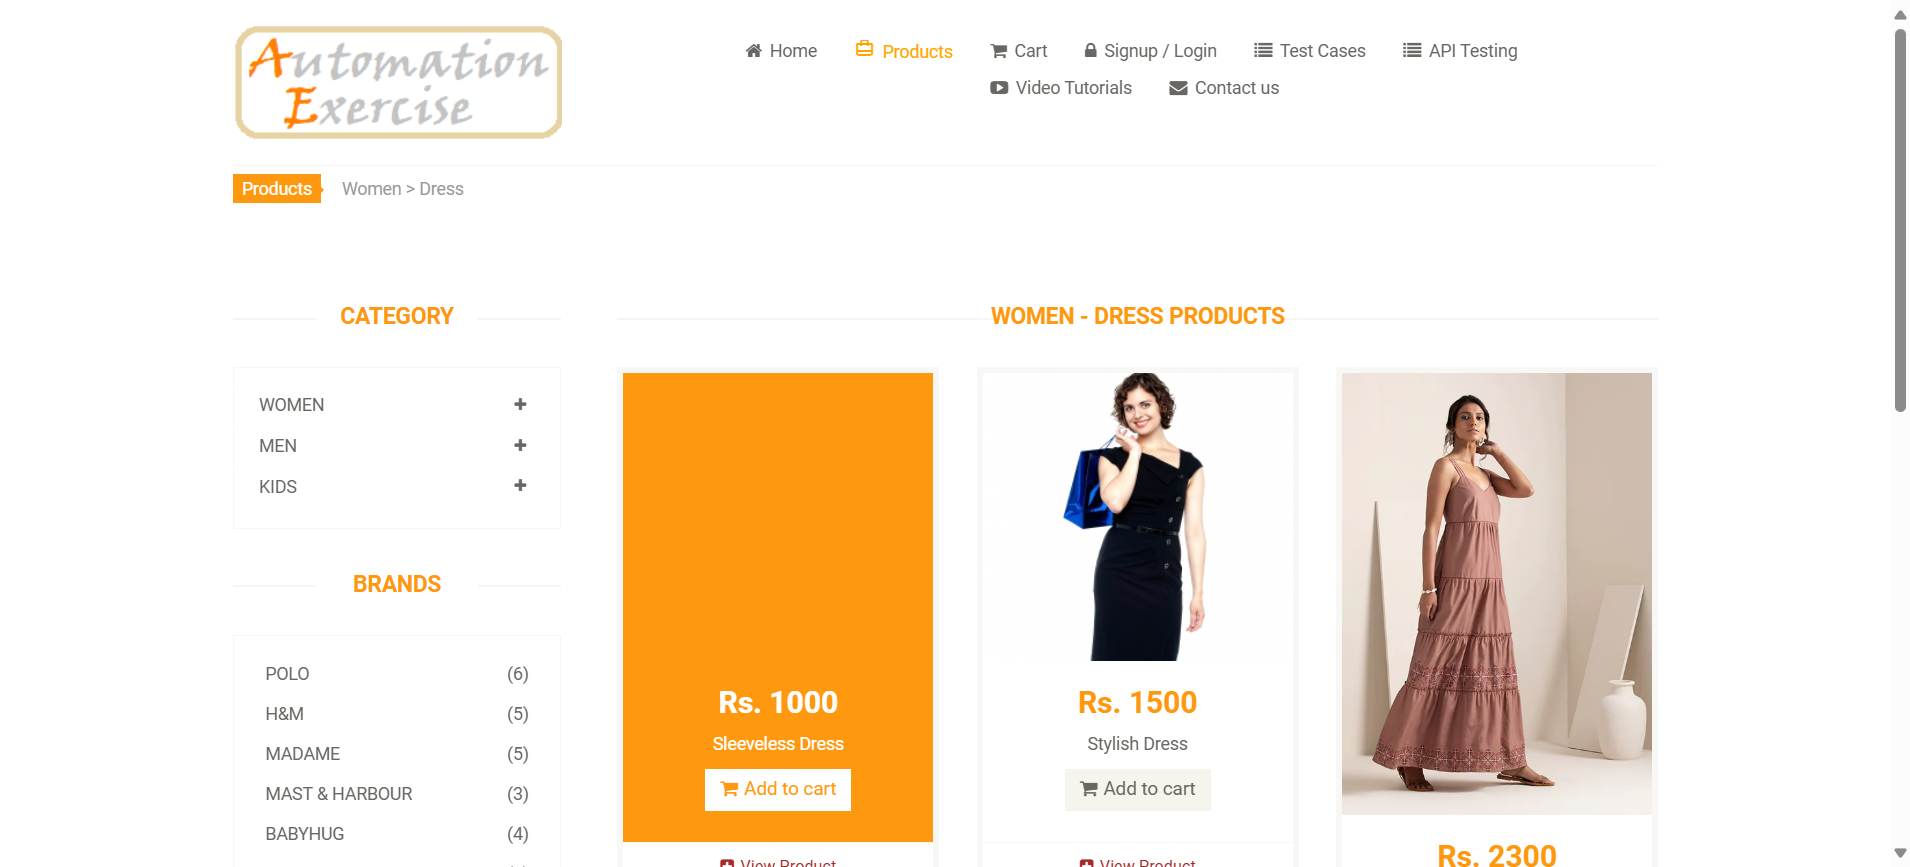 Automation
Exercise
Home
Products
Cart
Signup / Login
Test Cases
API Testing
Video Tutorials
Contact us
Products
Women > Dress
CATEGORY
WOMEN
MEN
KIDS
BRANDS
POLO (6)
H&M (5)
MADAME (5)
MAST & HARBOUR (3)
BABYHUG (4)
WOMEN - DRESS PRODUCTS
Rs. 1000
Sleeveless Dress
Add to cart
View Product
Rs. 1500
Stylish Dress
Add to cart
View Product
Rs. 2300